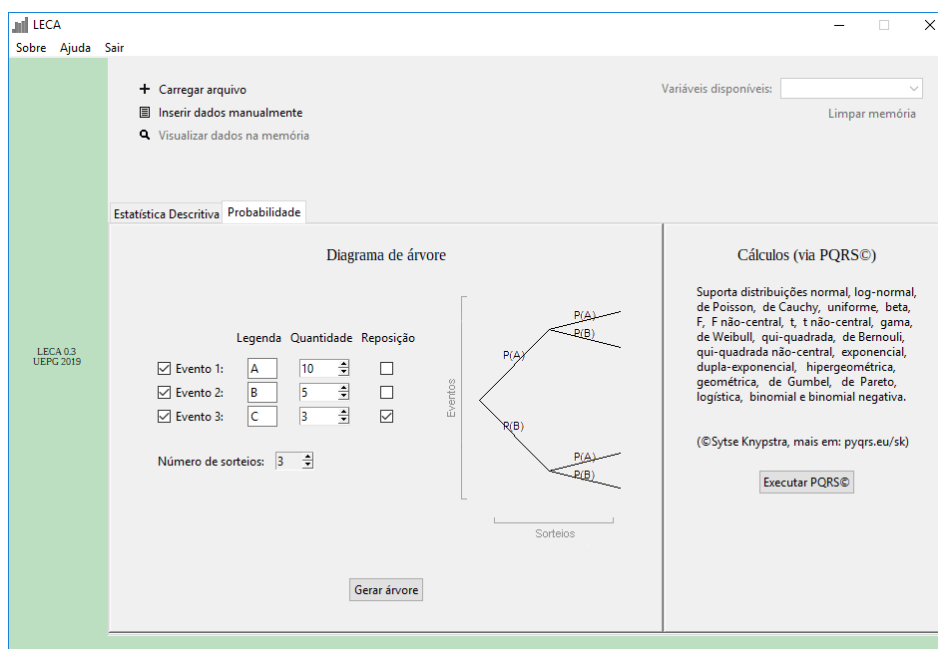 LECA
Sobre Ajuda Sair
Carregar arquivo
Inserir dados manualmente
Visualizar dados na memória
Variáveis disponíveis:
Limpar memória
Estatística Descritiva Probabilidade
LECA 0.3
UEPG 2019
Diagrama de árvore
Legenda Quantidade Reposição
Evento 1: A 10
Evento 2: B 5
Evento 3: C 3
Número de sorteios: 3
Eventos
P(A)
P(B)
P(A)
P(B)
P(A)
P(B)
Sorteios
Gerar árvore
Cálculos (via PQRS©)
Suporta distribuições normal, log-normal,
de Poisson, de Cauchy, uniforme, beta,
F, F não-central, t, t não-central, gama,
de Weibull, qui-quadrada, de Bernouli,
qui-quadrada não-central, exponencial,
dupla-exponencial, hipergeométrica,
geométrica, de Gumbel, de Pareto,
logística, binomial e binomial negativa.
(©Sytse Knypstra, mais em: pyqrs.eu/sk)
Executar PQRS©